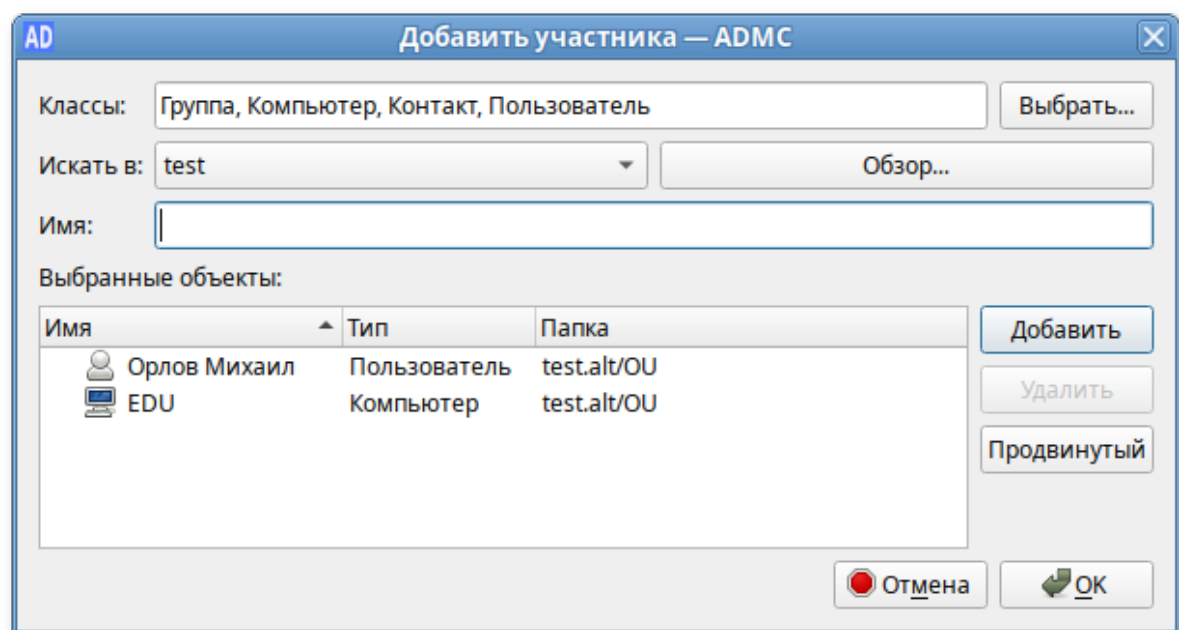 AD Добавить участника — ADMC
Классы: Группа, Компьютер, Контакт, Пользователь Выбрать...
Искать в: test Обзор...
Имя:
Выбранные объекты:
Имя Тип Папка Добавить
Орлов Михаил Пользователь test.alt/OU
EDU Компьютер test.alt/OU Удалить
Продвинутый
Отмена OK